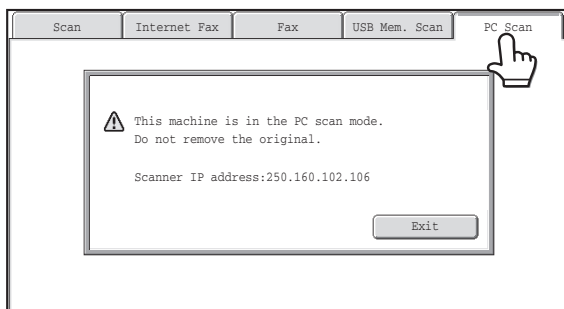 Scan Internet Fax Fax USB Mem. Scan PC Scan
This machine is in the PC scan mode.
Do not remove the original.
Scanner IP address:250.160.102.106
Exit